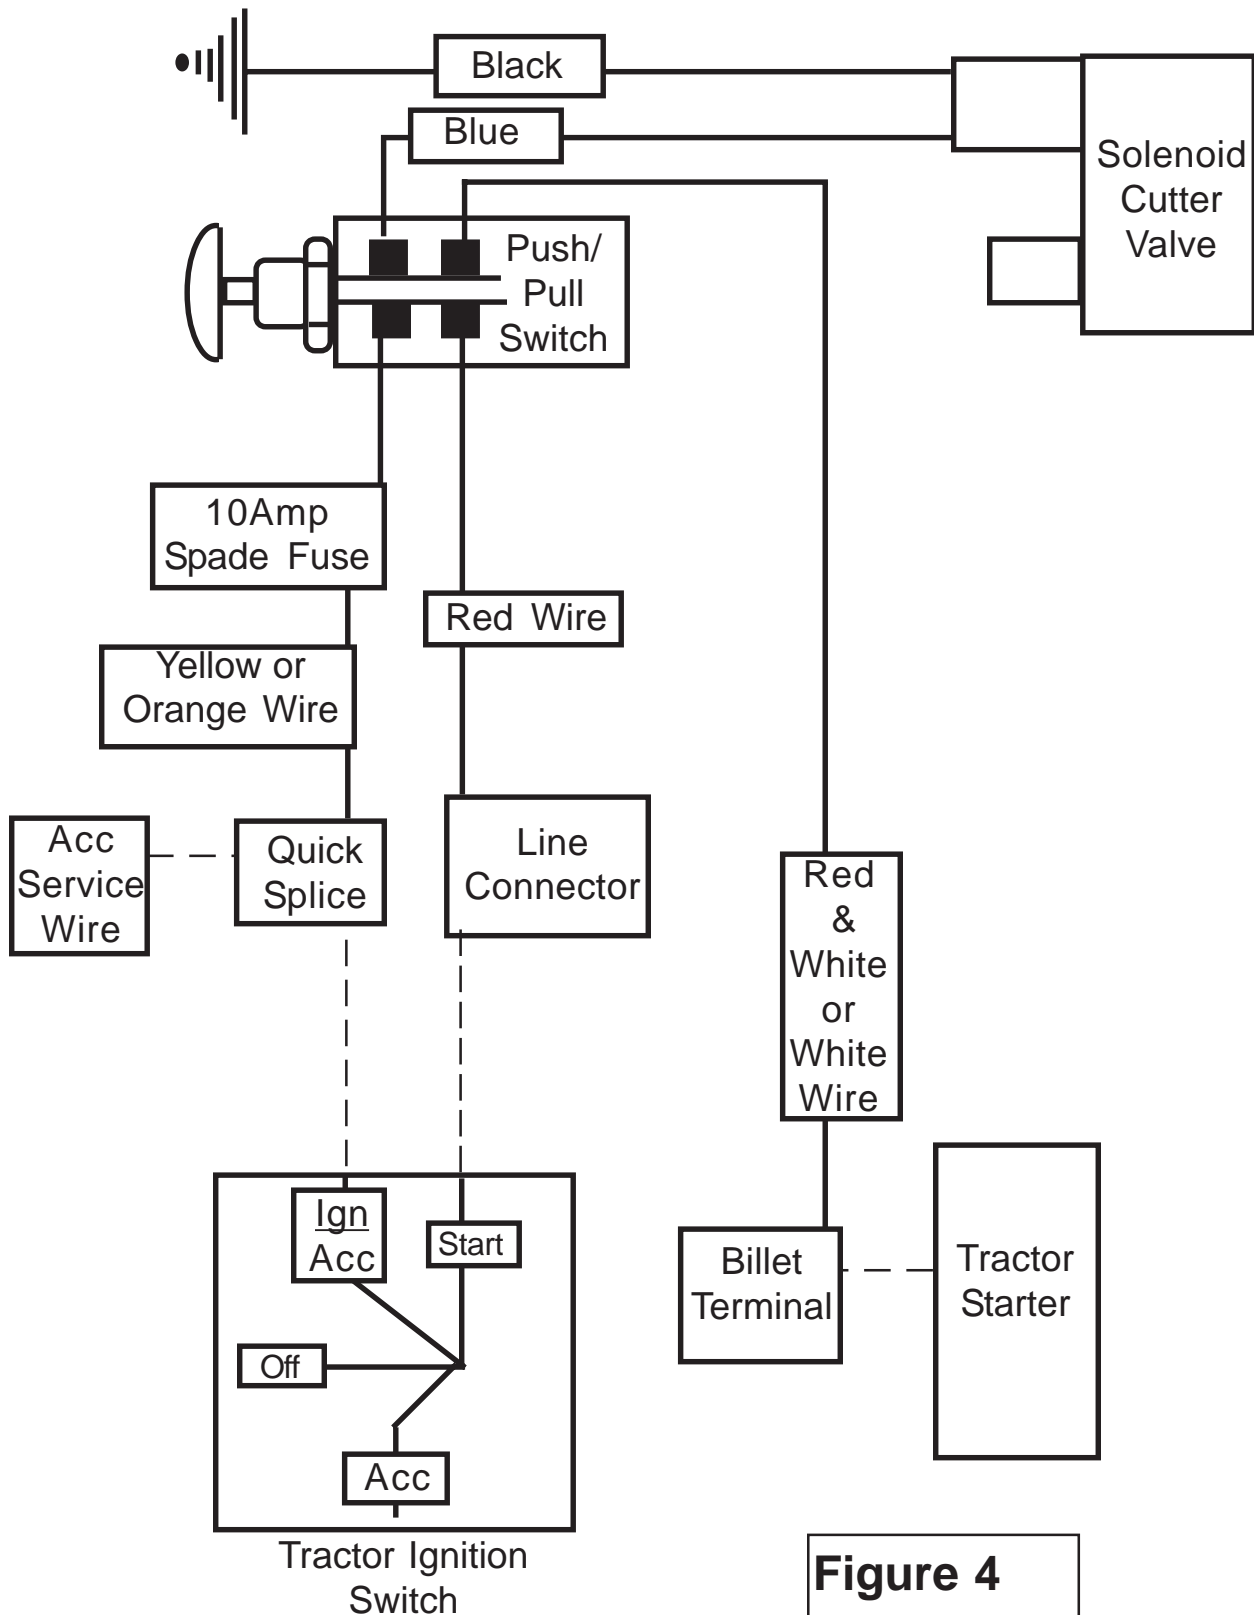 Black
Blue
Solenoid
Cutter
Valve
Push/
Pull
Switch
10Amp
Spade Fuse
Red Wire
Yellow or
Orange Wire
Acc
Service
Wire
Quick
Splice
Line
Connector
Red
&
White
or
White
Wire
Ign
Acc
Start
Off
Acc
Tractor Ignition
Switch
Billet
Terminal
Tractor
Starter
Figure 4